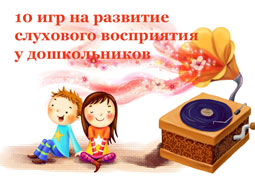 10 игр на развитие
слухового восприятия
у дошкольников